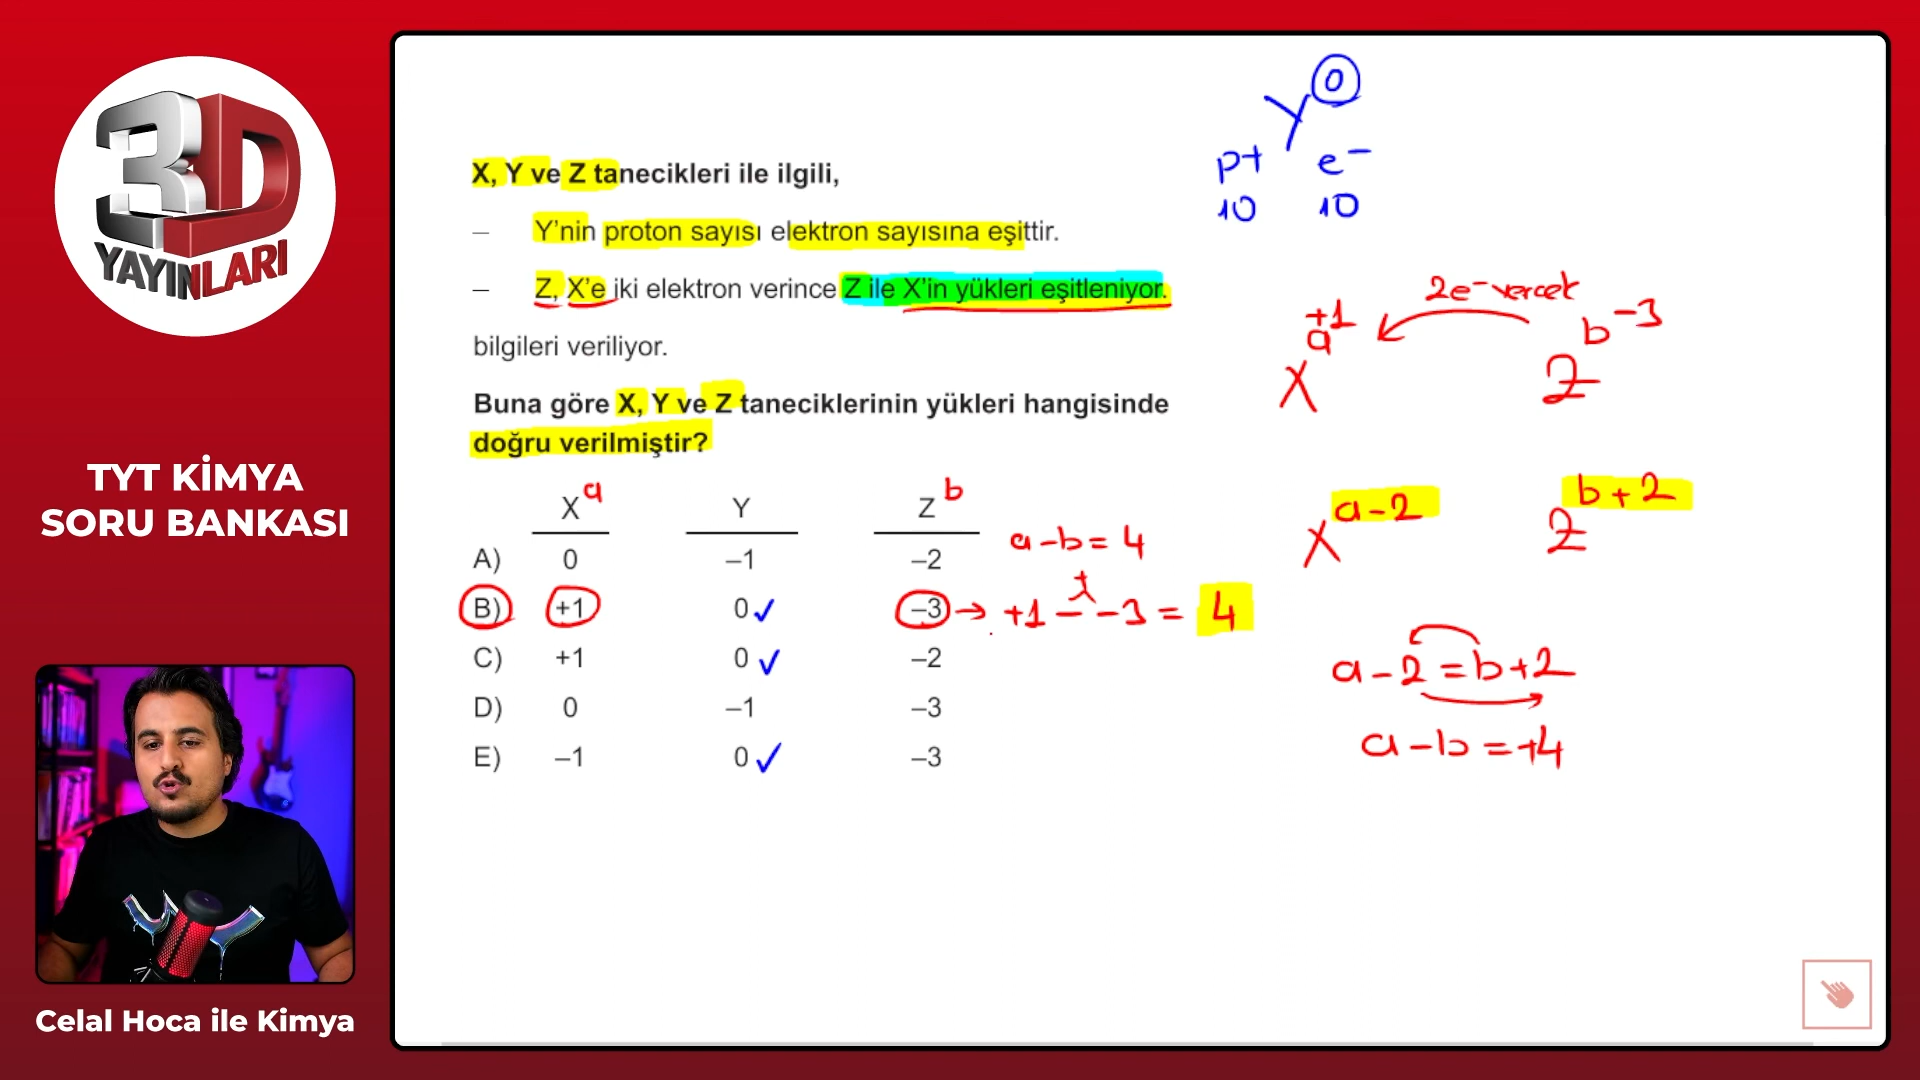 3D
YAYINLARI
TYT KİMYA
SORU BANKASI
Celal Hoca ile Kimya
X, Y ve Z tanecikleri ile ilgili,
– Y'nin proton sayısı elektron sayısına eşittir.
– Z, X'e iki elektron verince Z ile X'in yükleri eşitleniyor.
bilgileri veriliyor.
Buna göre X, Y ve Z taneciklerinin yükleri hangisinde
doğru verilmiştir?
X a Y Z b
A) 0 –1 –2
B) +1 0 ✓ –3 → +1 – –3 = 4
C) +1 0 ✓ –2
D) 0 –1 –3
E) –1 0 ✓ –3
a – b = 4
Y 0
p+ e–
10 10
2e– vercek
X a +1 Z b –3
X a–2 Z b+2
a – 2 = b + 2
a – b = +4